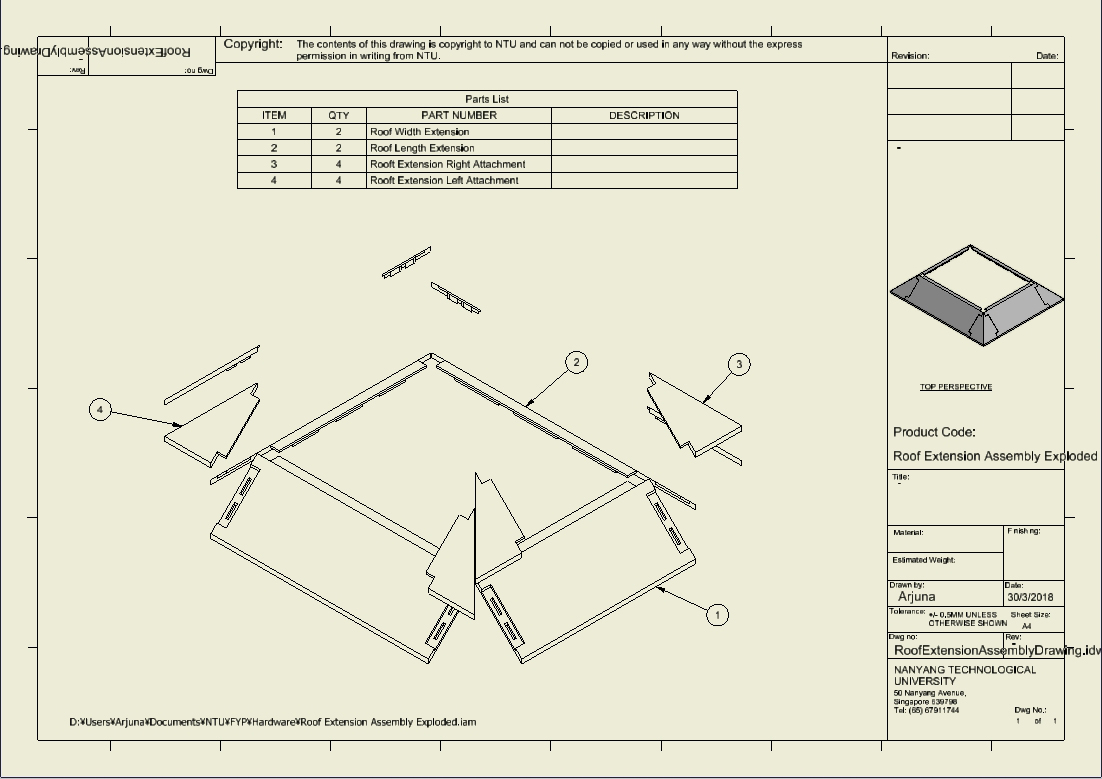 RoofExtensionAssemblyDrawing.
Rev:
-
Dwg no:
Copyright:
The contents of this drawing is copyright to NTU and can not be copied or used in any way without the express
permission in writing from NTU.
Revision:
Date:
Parts List
ITEM QTY PART NUMBER DESCRIPTION
1 2 Roof Width Extension
2 2 Roof Length Extension
3 4 Rooft Extension Right Attachment
4 4 Rooft Extension Left Attachment
-
2
3
4
1
TOP PERSPECTIVE
Product Code:
Roof Extension Assembly Exploded
Title:
-
Material:
Finishing:
Estimated Weight:
Drawn by:
Arjuna
Date:
30/3/2018
Tolerance: +/- 0.5MM UNLESS
OTHERWISE SHOWN
Sheet Size:
A4
Dwg no:
RoofExtensionAssemblyDrawing.idw
Rev:
-
NANYANG TECHNOLOGICAL
UNIVERSITY
50 Nanyang Avenue,
Singapore 639798
Tel: (65) 67911744
Dwg No.:
1 of 1
D:¥Users¥Arjuna¥Documents¥NTU¥FYP¥Hardware¥Roof Extension Assembly Exploded.iam